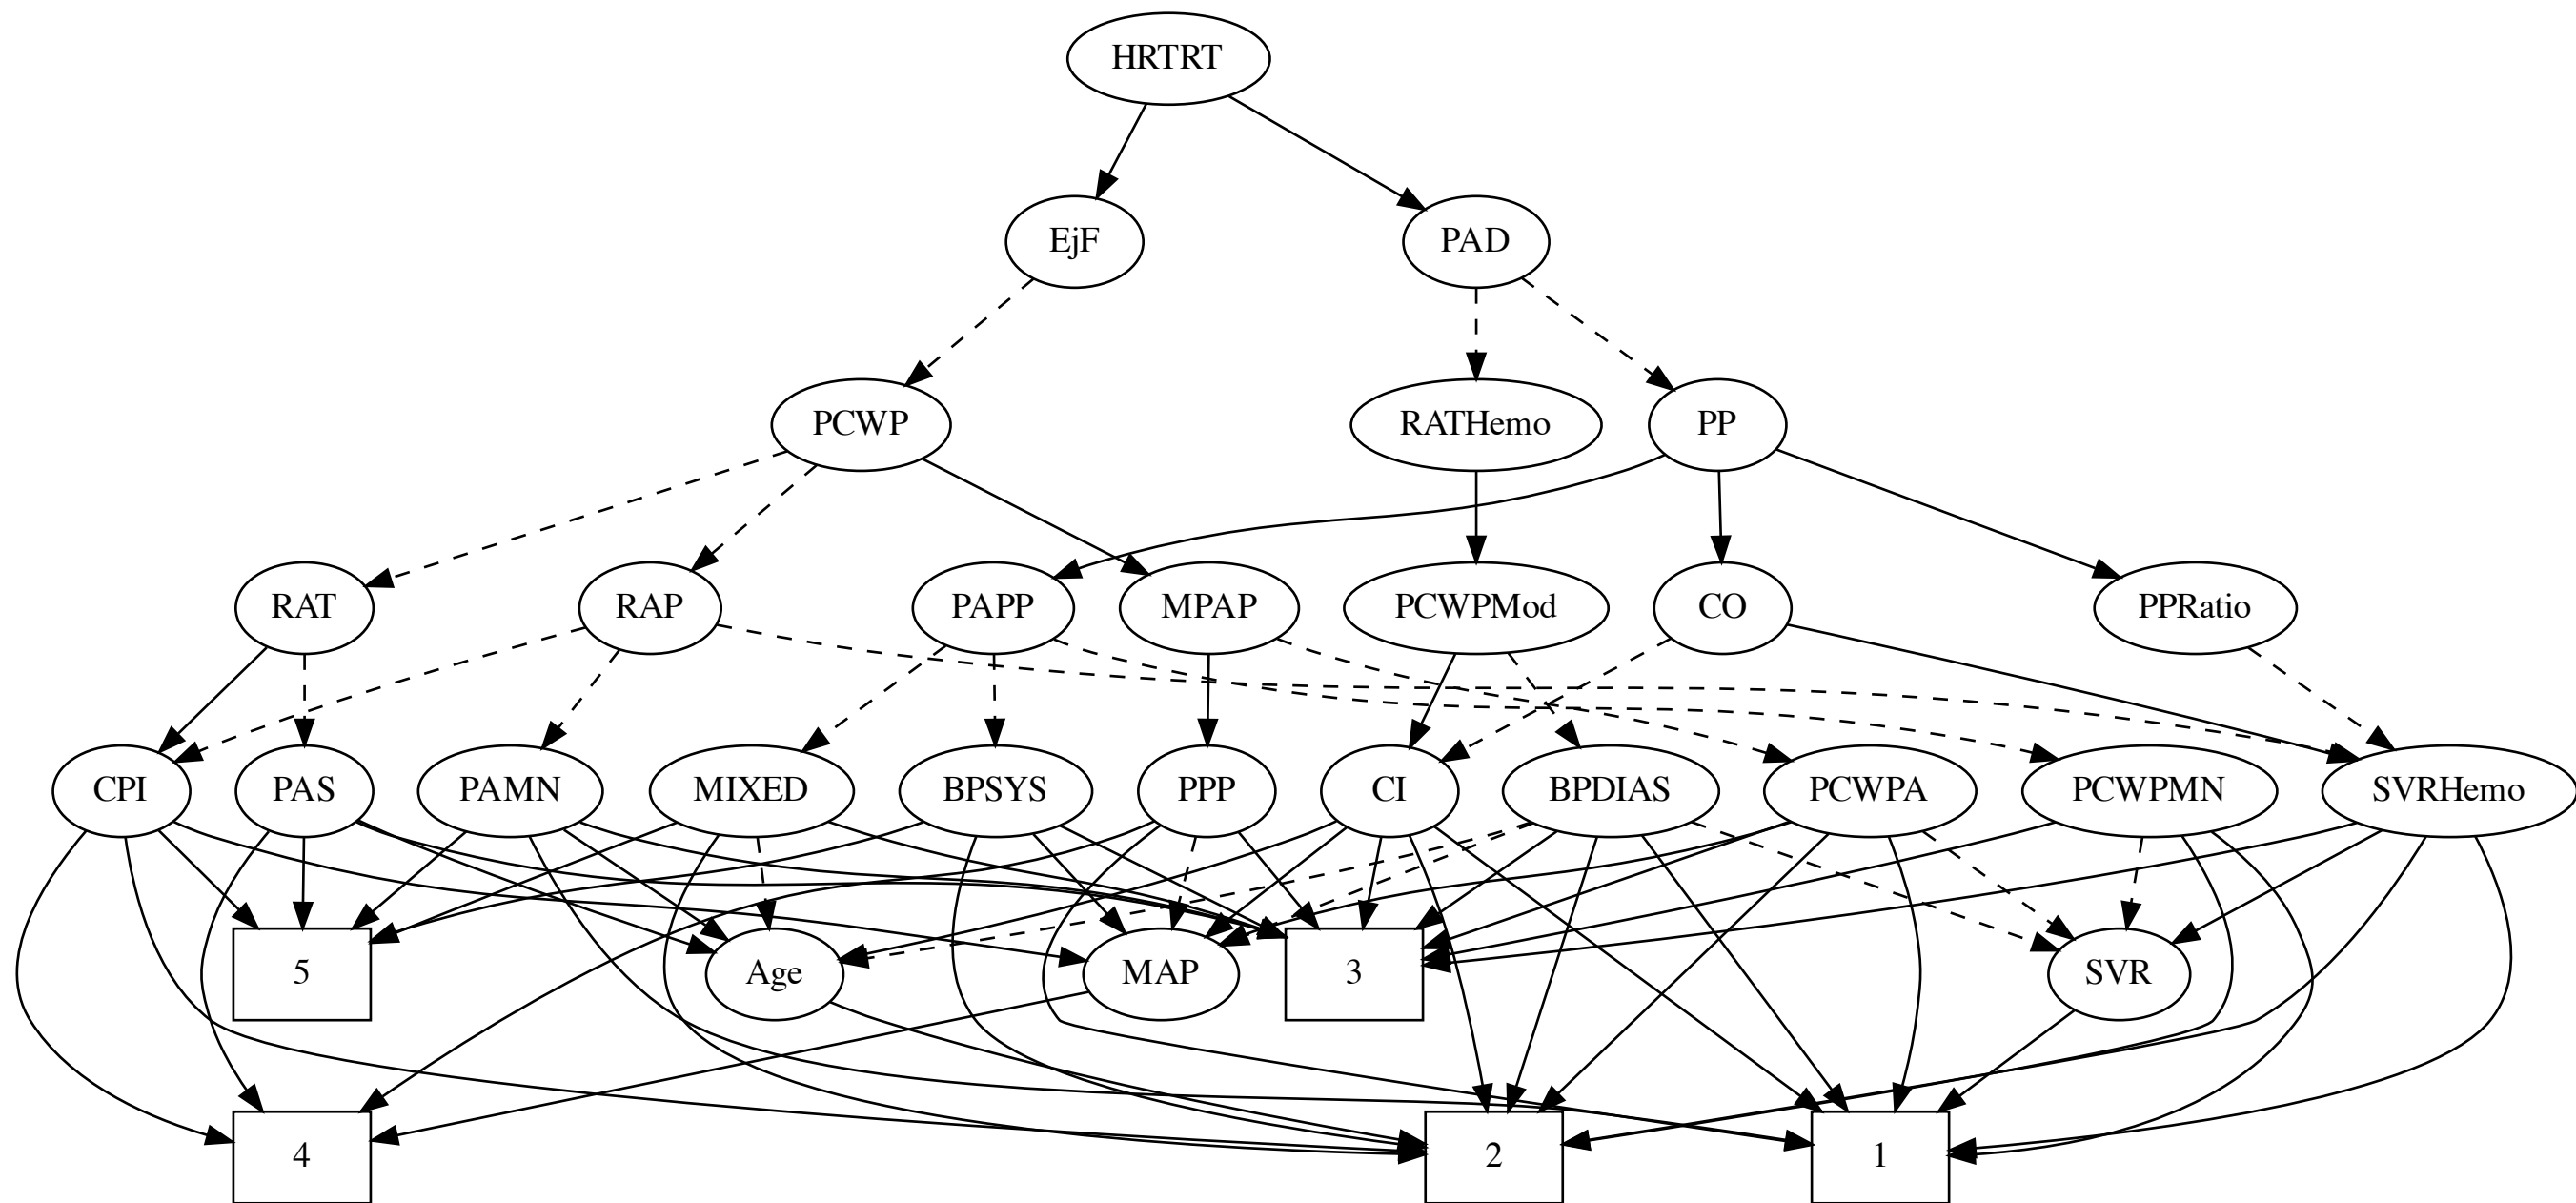 HRTRT
EjF
PAD
PCWP
RATHemo
PP
RAT
RAP
PAPP
MPAP
PCWPMod
CO
PPRatio
CPI
PAS
PAMN
MIXED
BPSYS
PPP
CI
BPDIAS
PCWPA
PCWPMN
SVRHemo
5
Age
MAP
3
SVR
4
2
1